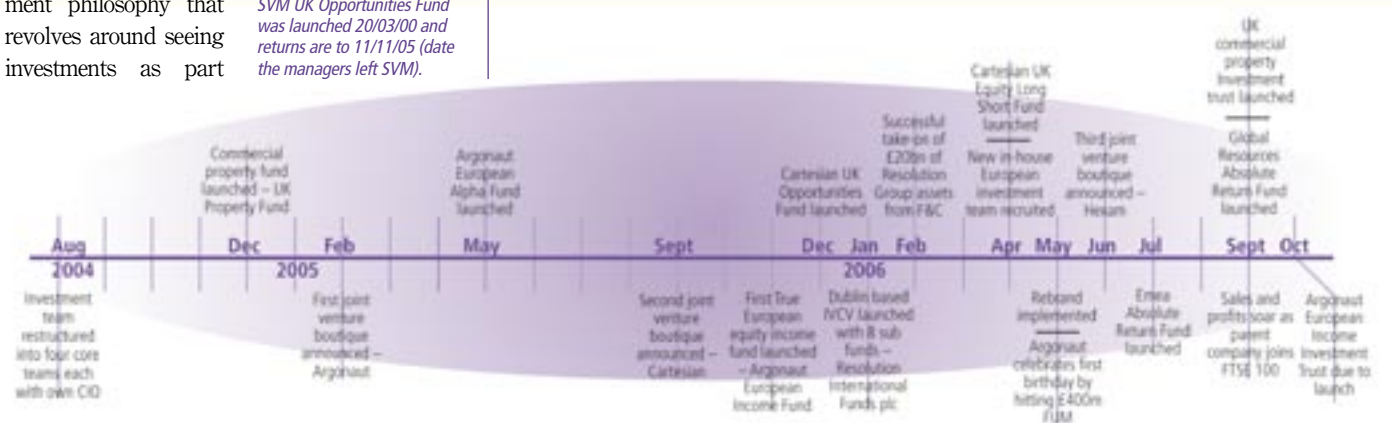 ment philosophy that
revolves around seeing
investments as part
SVM UK Opportunities Fund
was launched 20/03/00 and
returns are to 11/11/05 (date
the managers left SVM).
Commercial
property fund
launched – UK
Property Fund
Argonaut
European
Alpha Fund
launched
Cartesian UK
Opportunities
Fund launched
Successful
take-on of
£20bn of
Resolution
Group assets
from F&C
Cartesian UK
Equity Long
Short Fund
launched
New in-house
European
investment
team recruited
Third joint
venture
boutique
announced –
Hexam
UK
commercial
property
Investment
trust launched
Global
Resources
Absolute
Return Fund
launched
Aug Dec Feb May Sept Dec Jan Feb Apr May Jun Jul Sept Oct
2004 2005 2006
Investment
team
restructured
into four core
teams each
with own CIO
First joint
venture
boutique
announced –
Argonaut
Second joint
venture
boutique
announced –
Cartesian
First True
European
equity income
fund launched
– Argonaut
European
Income Fund
Dublin based
IVCV launched
with 8 sub
funds –
Resolution
International
Funds plc
Rebrand
implemented
Argonaut
celebrates first
birthday by
hitting £400m
FUM
Emea
Absolute
Return Fund
launched
Sales and
profits soar as
parent
company joins
FTSE 100
Argonaut
European
Income
Investment
Trust due to
launch